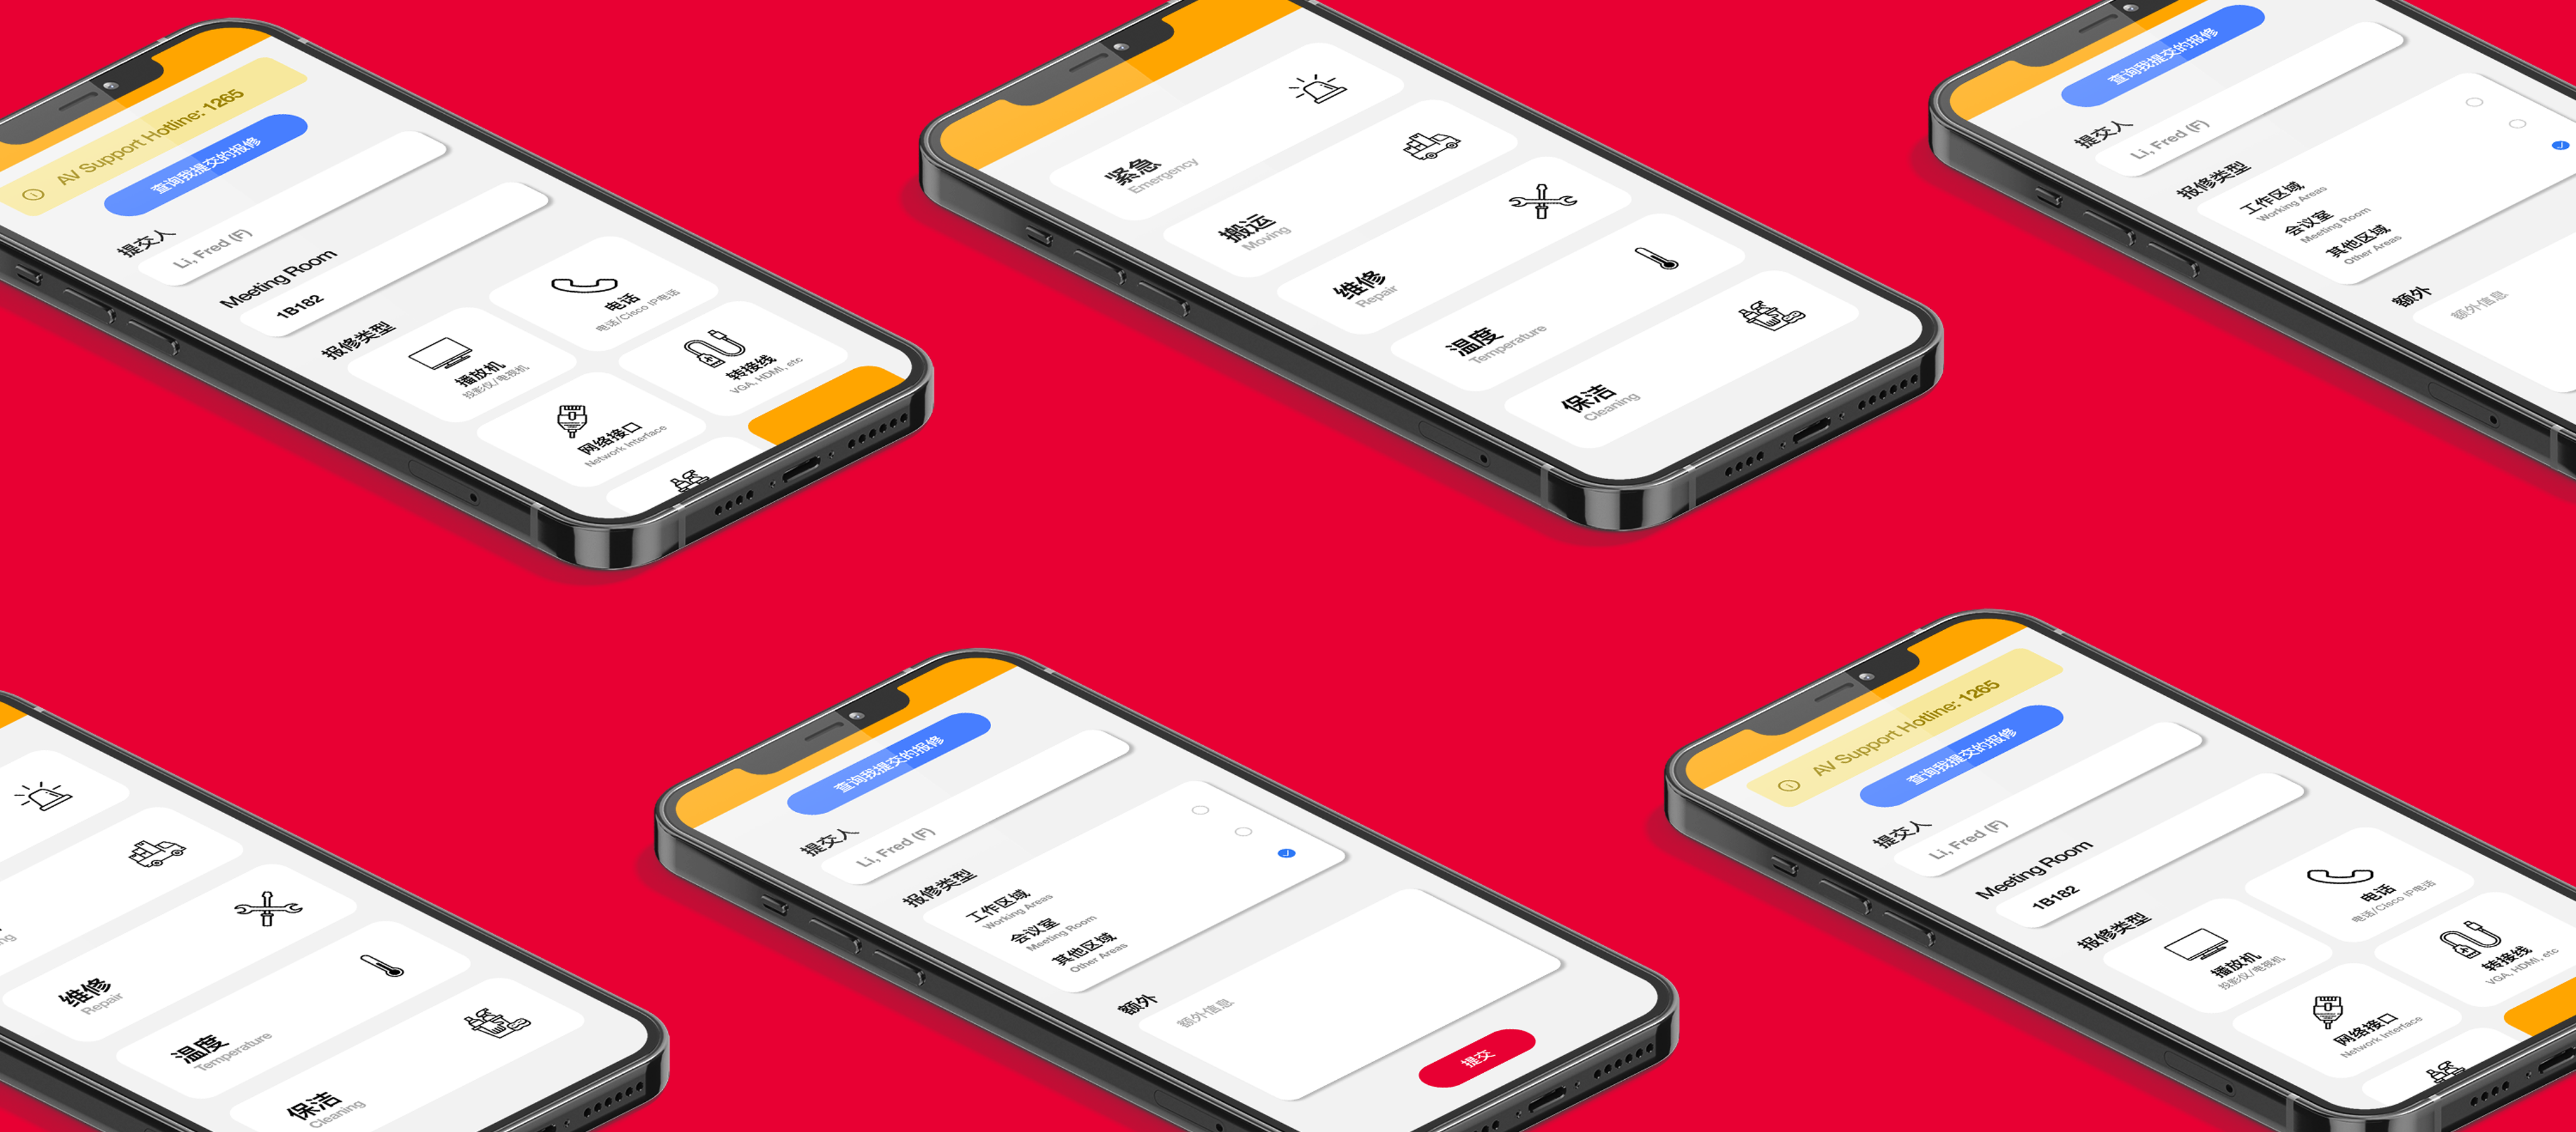 AV Support Hotline: 1265
查询我提交的报修
提交人
Li, Fred (F)
Meeting Room
1B182
报修类型
播放机
投影仪/电视机
电话
电话/Cisco IP电话
网络接口
Network Interface
转接线
VGA, HDMI, etc
紧急
Emergency
搬运
Moving
维修
Repair
温度
Temperature
保洁
Cleaning
查询我提交的报修
提交人
Li, Fred (F)
报修类型
工作区域
Working Areas
会议室
Meeting Room
其他区域
Other Areas
额外
额外信息
ng
维修
Repair
温度
Temperature
保洁
Cleaning
查询我提交的报修
提交人
Li, Fred (F)
报修类型
工作区域
Working Areas
会议室
Meeting Room
其他区域
Other Areas
额外
额外信息
提交
AV Support Hotline: 1265
查询我提交的报修
提交人
Li, Fred (F)
Meeting Room
1B182
报修类型
播放机
投影仪/电视机
电话
电话/Cisco IP电话
网络接口
Network Interface
转接线
VGA, HDMI, etc